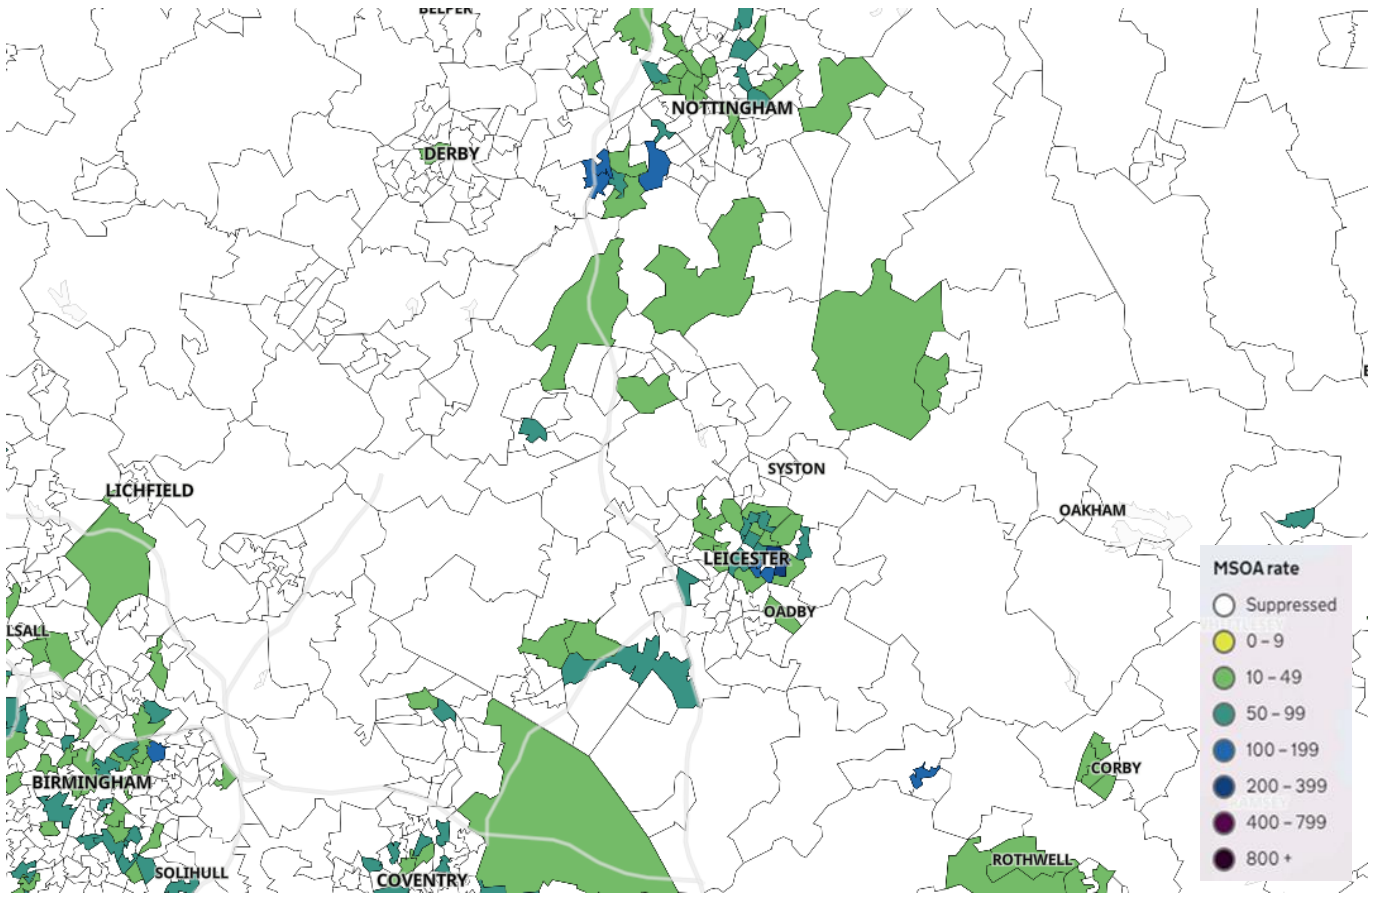 BELPER
NOTTINGHAM
DERBY
SYSTON
LICHFIELD
OAKHAM
LEICESTER
OADBY
LSALL
CORBY
BIRMINGHAM
ROTHWELL
SOLIHULL
COVENTRY
MSOA rate
Suppressed
0 – 9
10 – 49
50 – 99
100 – 199
200 – 399
400 – 799
800 +